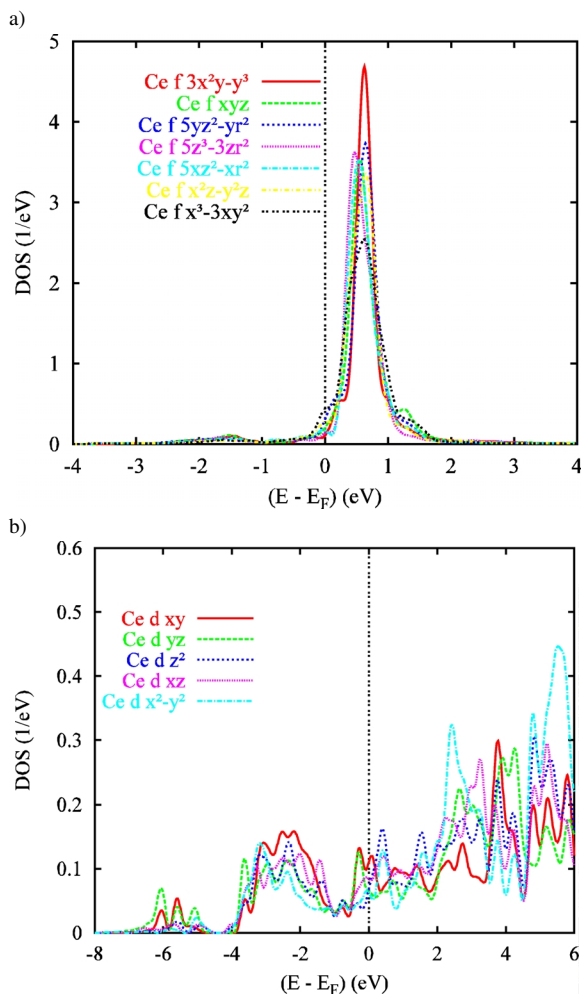 a)
5
4
3
2
1
0
DOS (1/eV)
Ce f 3x²y-y³
Ce f xyz
Ce f 5yz²-yr²
Ce f 5z³-3zr²
Ce f 5xz²-xr²
Ce f x²z-y²z
Ce f x³-3xy²
-4 -3 -2 -1 0 1 2 3 4
(E - E_F) (eV)
b)
0.6
0.5
0.4
0.3
0.2
0.1
0
DOS (1/eV)
Ce d xy
Ce d yz
Ce d z²
Ce d xz
Ce d x²-y²
-8 -6 -4 -2 0 2 4 6
(E - E_F) (eV)